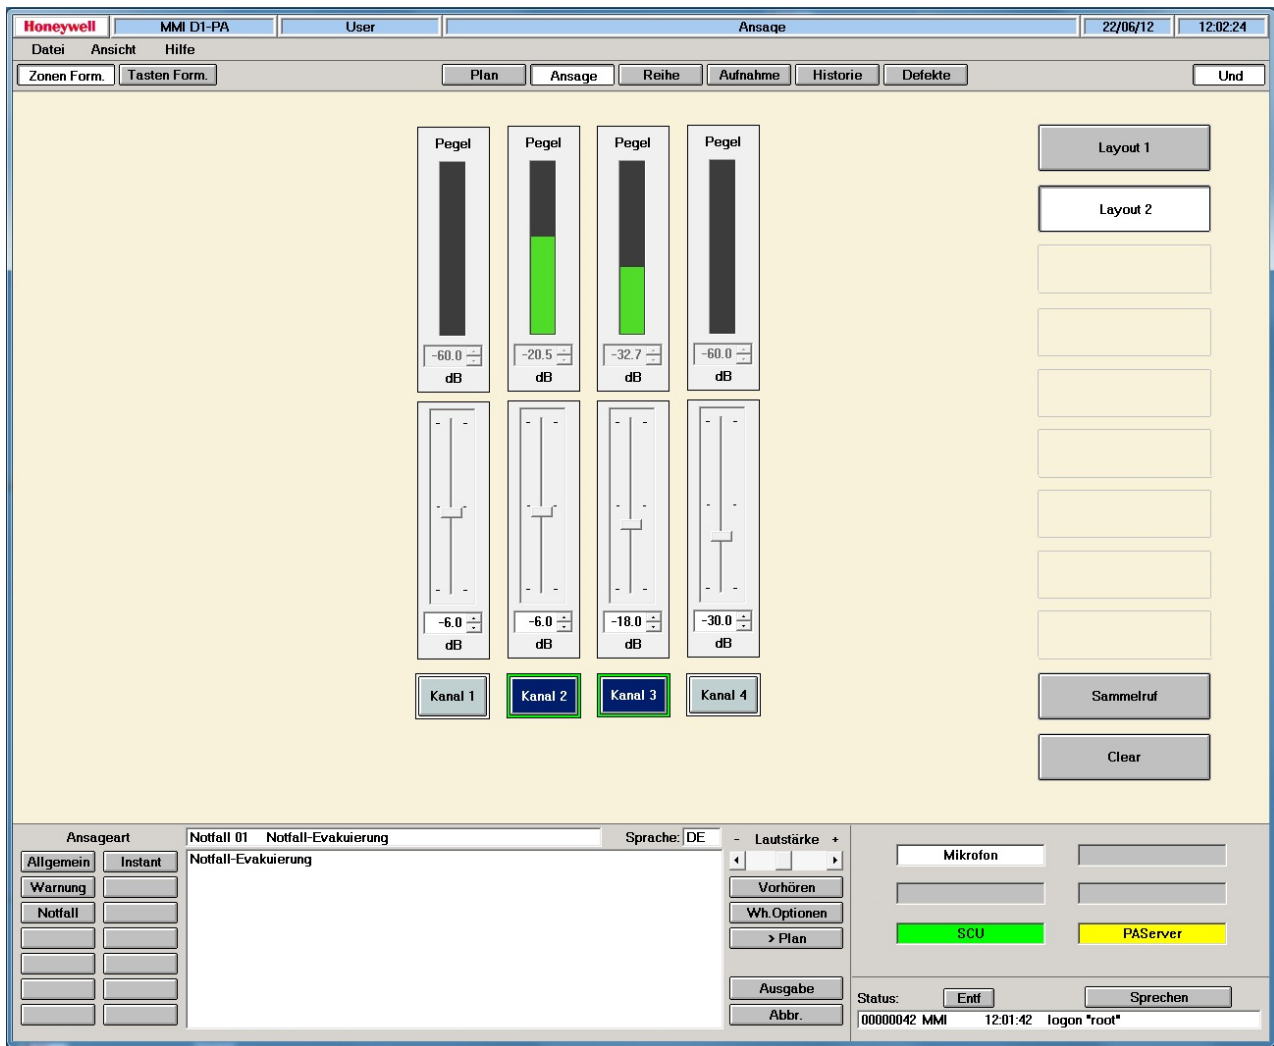 Honeywell MMI D1-PA User Ansage 22/06/12 12:02:24
Datei Ansicht Hilfe
Zonen Form. Tasten Form. Plan Ansage Reihe Aufnahme Historie Defekte Und
Pegel Pegel Pegel Pegel
Layout 1
Layout 2
-60.0 -20.5 -32.7 -60.0
dB dB dB dB
-6.0 -6.0 -18.0 -30.0
dB dB dB dB
Kanal 1 Kanal 2 Kanal 3 Kanal 4
Sammelruf
Clear
Ansageart
Allgemein Instant
Warnung
Notfall
Notfall 01 Notfall-Evakuierung Sprache: DE
Notfall-Evakuierung
- Lautstärke +
Vorhören
Wh.Optionen
> Plan
Ausgabe
Abbr.
Mikrofon
SCU PAServer
Status: Entf Sprechen
00000042 MMI 12:01:42 logon "root"